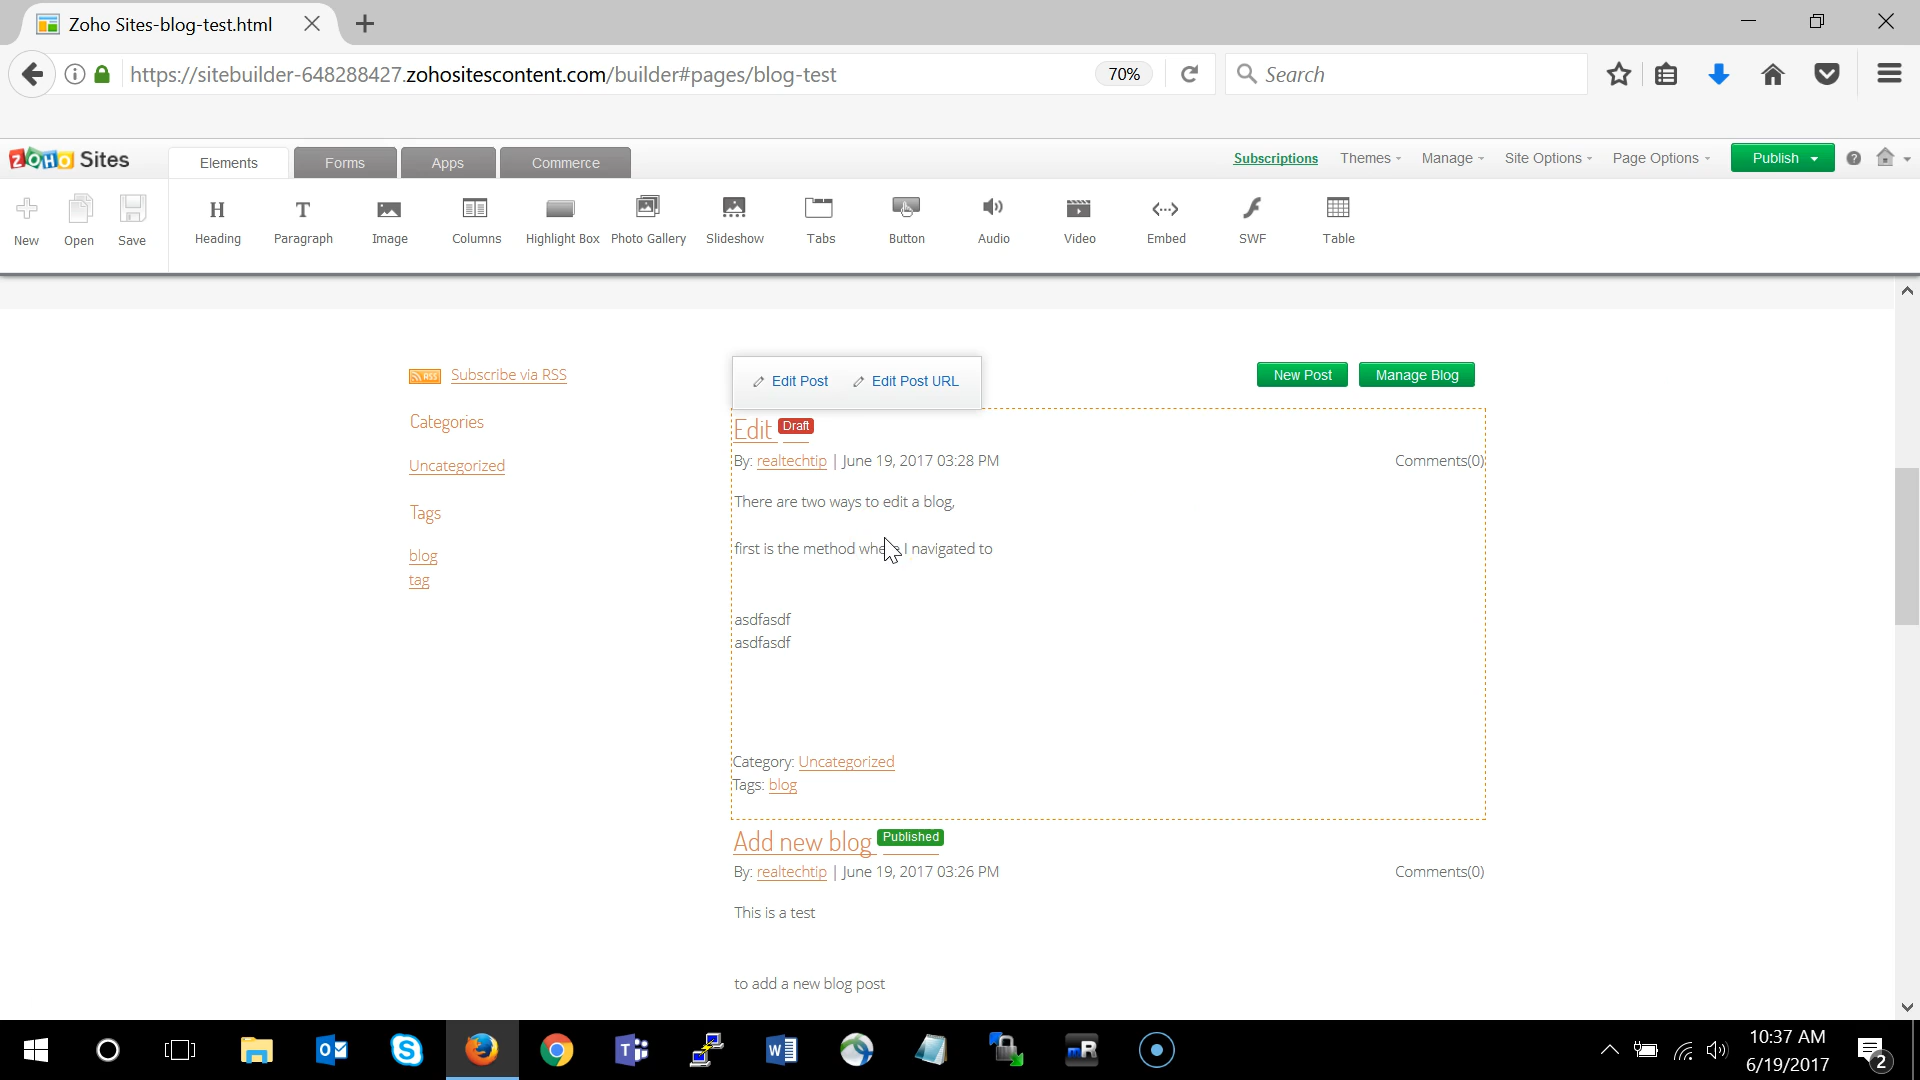 Zoho Sites-blog-test.html
https://sitebuilder-648288427.zohositescontent.com/builder#pages/blog-test
70%
Search
ZOHO Sites
Elements
Forms
Apps
Commerce
Subscriptions
Themes
Manage
Site Options
Page Options
Publish
New
Open
Save
Heading
Paragraph
Image
Columns
Highlight Box
Photo Gallery
Slideshow
Tabs
Button
Audio
Video
Embed
SWF
Table
RSS Subscribe via RSS
Categories
Uncategorized
Tags
blog
tag
Edit Post
Edit Post URL
New Post
Manage Blog
Edit Draft
By: realtechtip | June 19, 2017 03:28 PM
Comments(0)
There are two ways to edit a blog,
first is the method where I navigated to
asdfasdf
asdfasdf
Category: Uncategorized
Tags: blog
Add new blog Published
By: realtechtip | June 19, 2017 03:26 PM
Comments(0)
This is a test
to add a new blog post
10:37 AM
6/19/2017
2